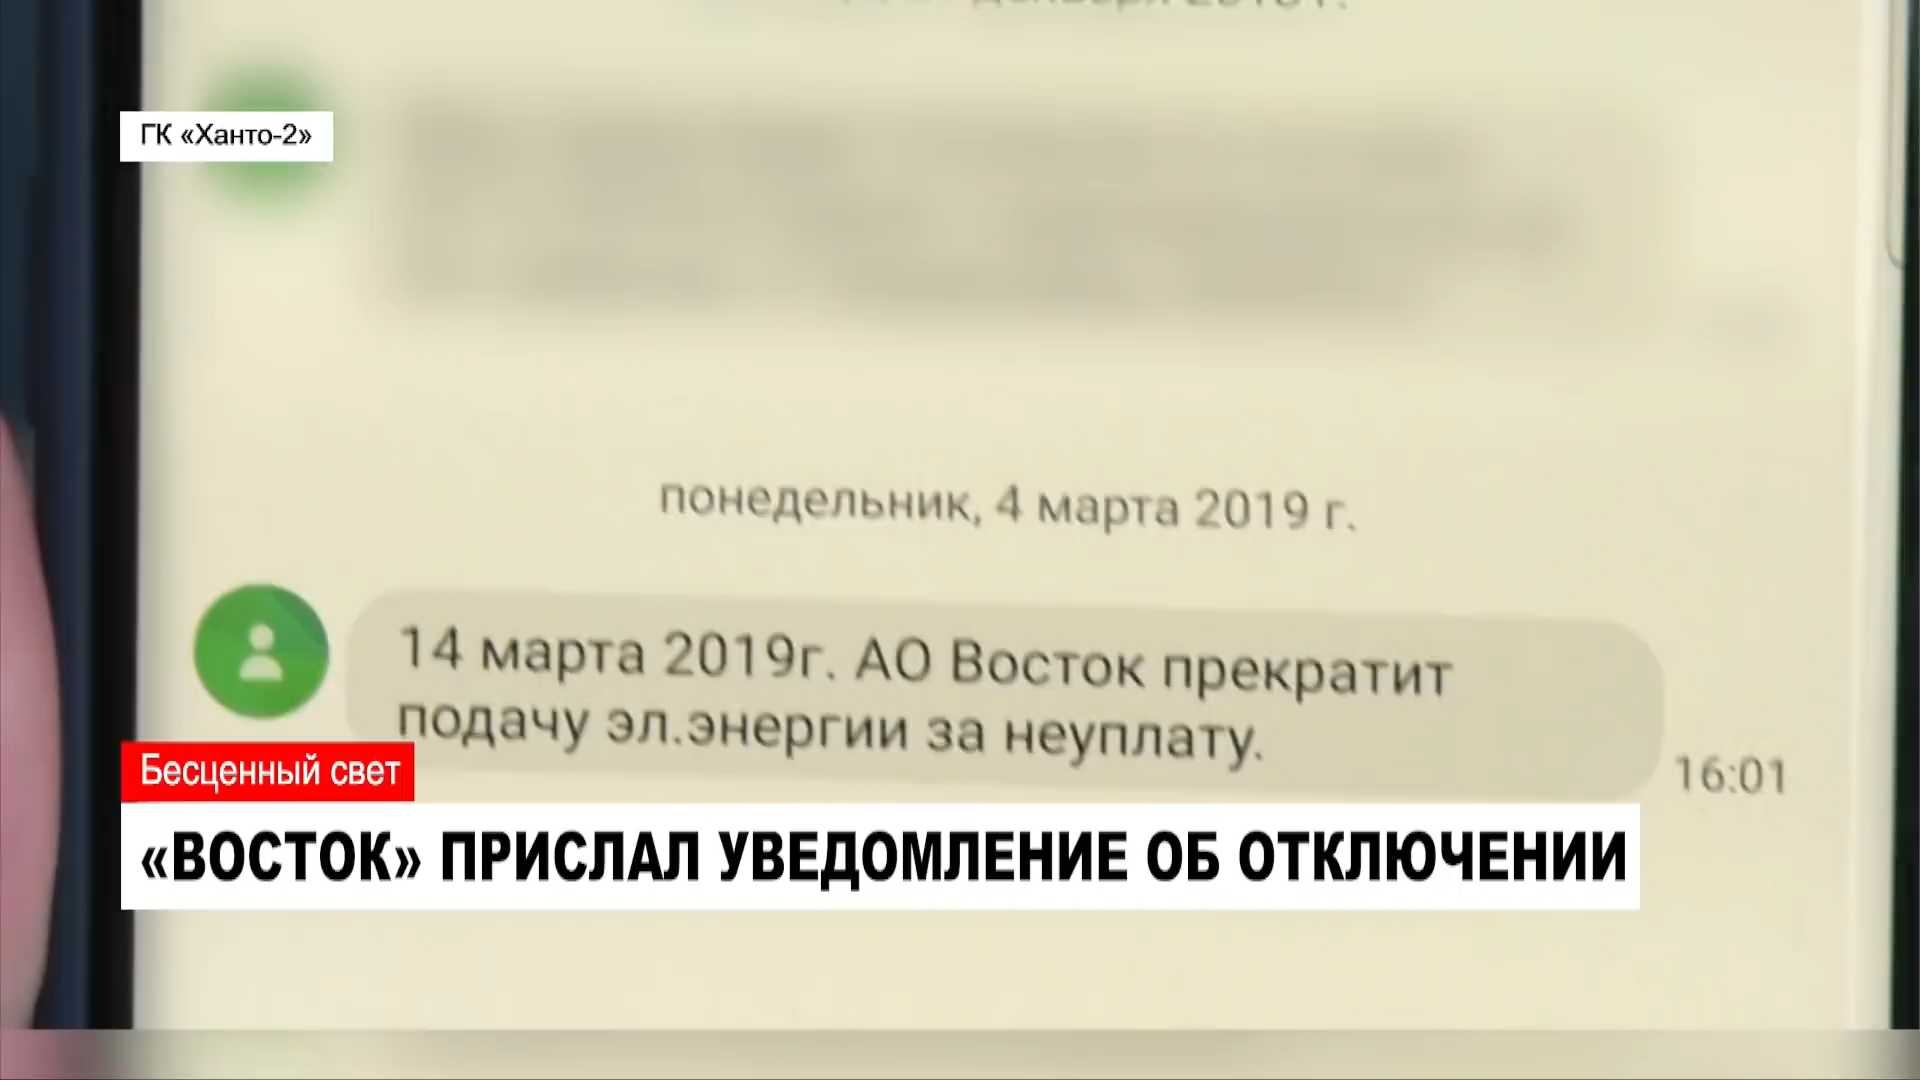 ГК «Ханто-2»
понедельник, 4 марта 2019 г.
14 марта 2019г. АО Восток прекратит
подачу эл.энергии за неуплату.
16:01
Бесценный свет
«ВОСТОК» ПРИСЛАЛ УВЕДОМЛЕНИЕ ОБ ОТКЛЮЧЕНИИ